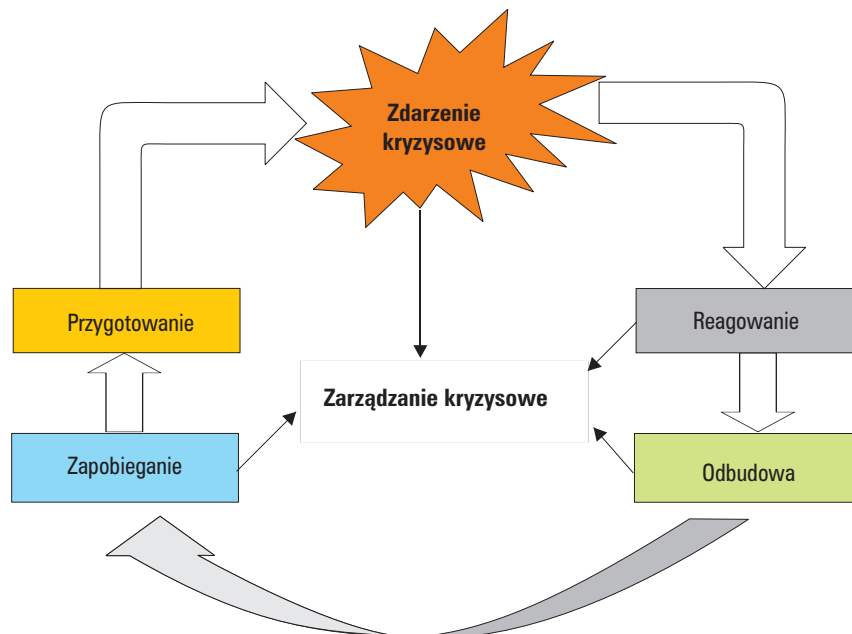 Zdarzenie
kryzysowe
Przygotowanie
Reagowanie
Zarządzanie kryzysowe
Zapobieganie
Odbudowa